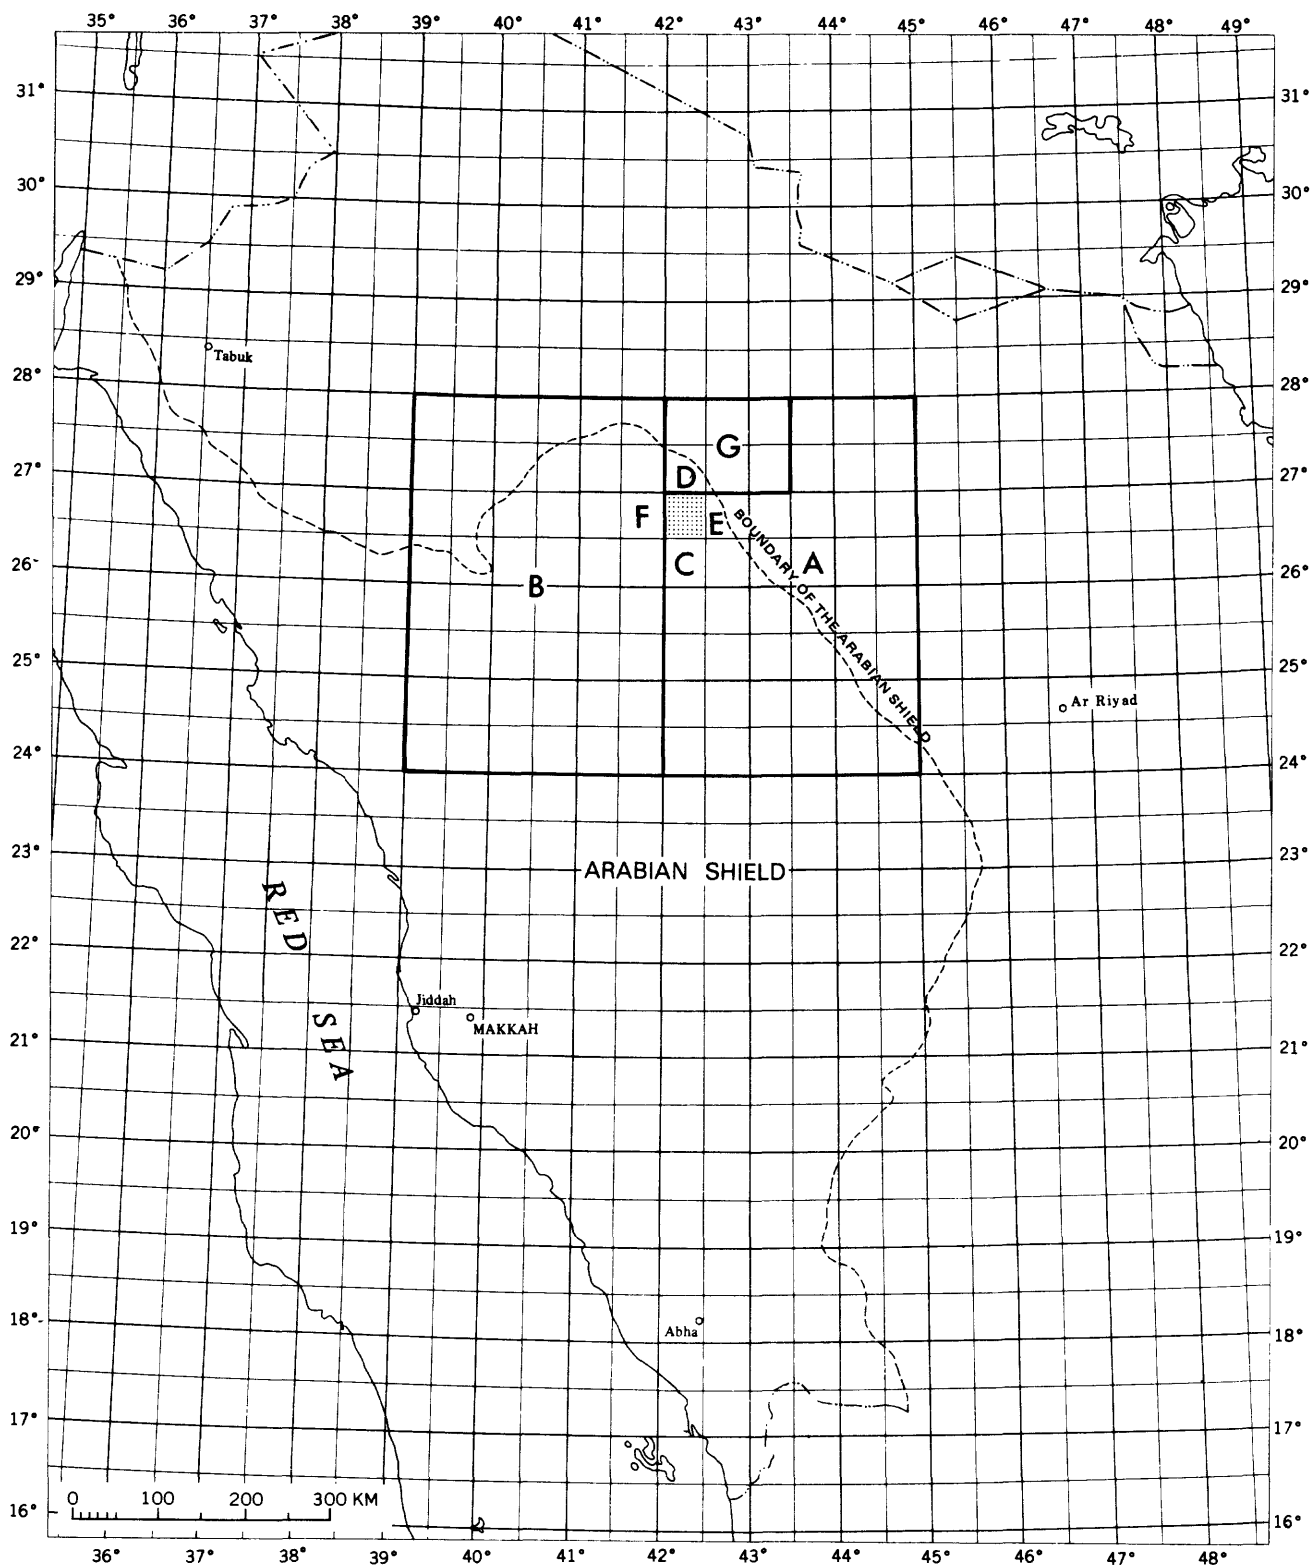 35° 36° 37° 38° 39° 40° 41° 42° 43° 44° 45° 46° 47° 48° 49°
31° 31°
30° 30°
29° 29°
Tabuk
28° 28°
G
27° D 27°
F E
BOUNDARY OF THE ARABIAN SHIELD
C A
26° B 26°
25° 25°
Ar Riyad
24° 24°
23° ARABIAN SHIELD 23°
RED SEA
22° 22°
Jiddah
MAKKAH
21° 21°
20° 20°
19° 19°
18° 18°
Abha
17° 17°
0 100 200 300 KM
16° 16°
36° 37° 38° 39° 40° 41° 42° 43° 44° 45° 46° 47° 48°